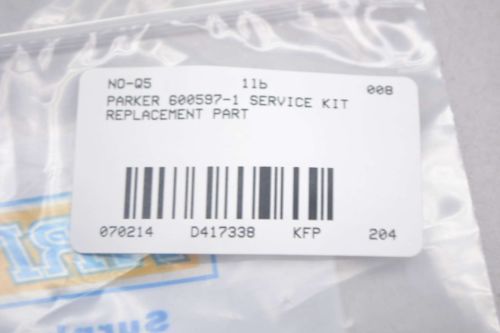 NO-Q5 11b 008
PARKER 600597-1 SERVICE KIT
REPLACEMENT PART
070214 D417338 KFP 204